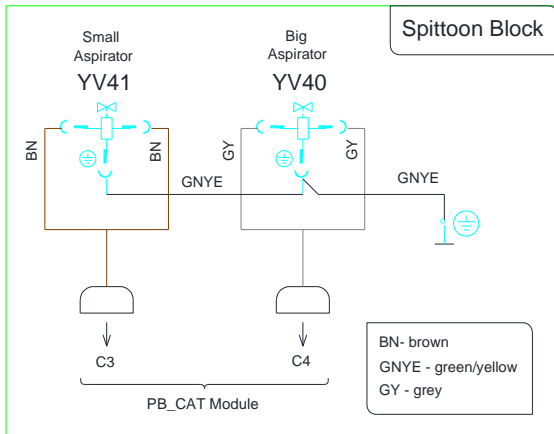 Spittoon Block
Small
Aspirator
YV41
Big
Aspirator
YV40
BN
BN
GY
GY
GNYE
GNYE
C3
C4
PB_CAT Module
BN- brown
GNYE - green/yellow
GY - grey